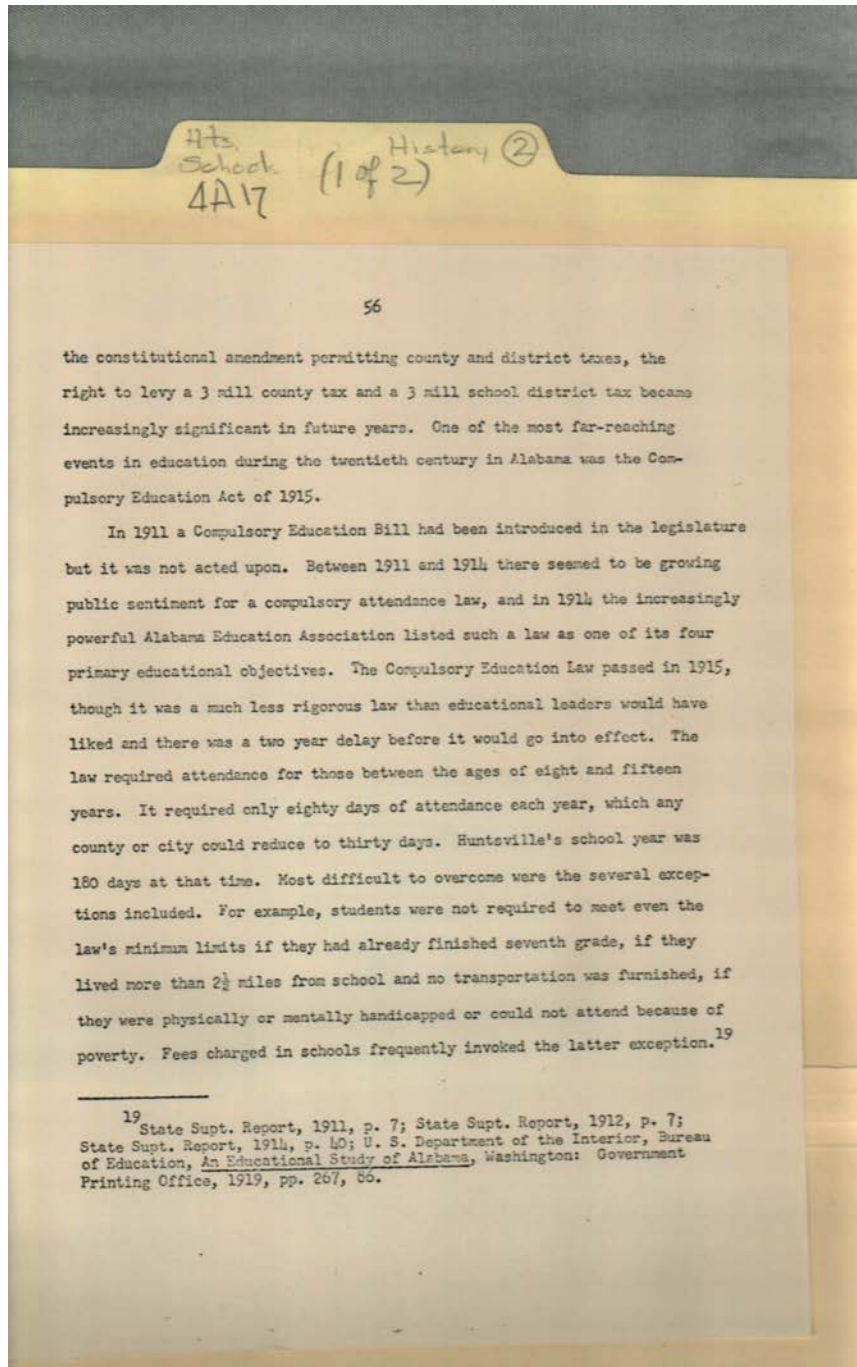 Hts. History ②
School (1 of 2)
4A17
56
the constitutional amendment permitting county and district taxes, the
right to levy a 3 mill county tax and a 3 mill school district tax became
increasingly significant in future years. One of the most far-reaching
events in education during the twentieth century in Alabama was the Com-
pulsory Education Act of 1915.
In 1911 a Compulsory Education Bill had been introduced in the legislature
but it was not acted upon. Between 1911 and 1914 there seemed to be growing
public sentiment for a compulsory attendance law, and in 1914 the increasingly
powerful Alabama Education Association listed such a law as one of its four
primary educational objectives. The Compulsory Education Law passed in 1915,
though it was a much less rigorous law than educational leaders would have
liked and there was a two year delay before it would go into effect. The
law required attendance for those between the ages of eight and fifteen
years. It required only eighty days of attendance each year, which any
county or city could reduce to thirty days. Huntsville's school year was
180 days at that time. Most difficult to overcome were the several excep-
tions included. For example, students were not required to meet even the
law's minimum limits if they had already finished seventh grade, if they
lived more than 2½ miles from school and no transportation was furnished, if
they were physically or mentally handicapped or could not attend because of
poverty. Fees charged in schools frequently invoked the latter exception.19
19State Supt. Report, 1911, p. 7; State Supt. Report, 1912, p. 7;
State Supt. Report, 1914, p. 40; U. S. Department of the Interior, Bureau
of Education, An Educational Study of Alabama, Washington: Government
Printing Office, 1919, pp. 267, 86.